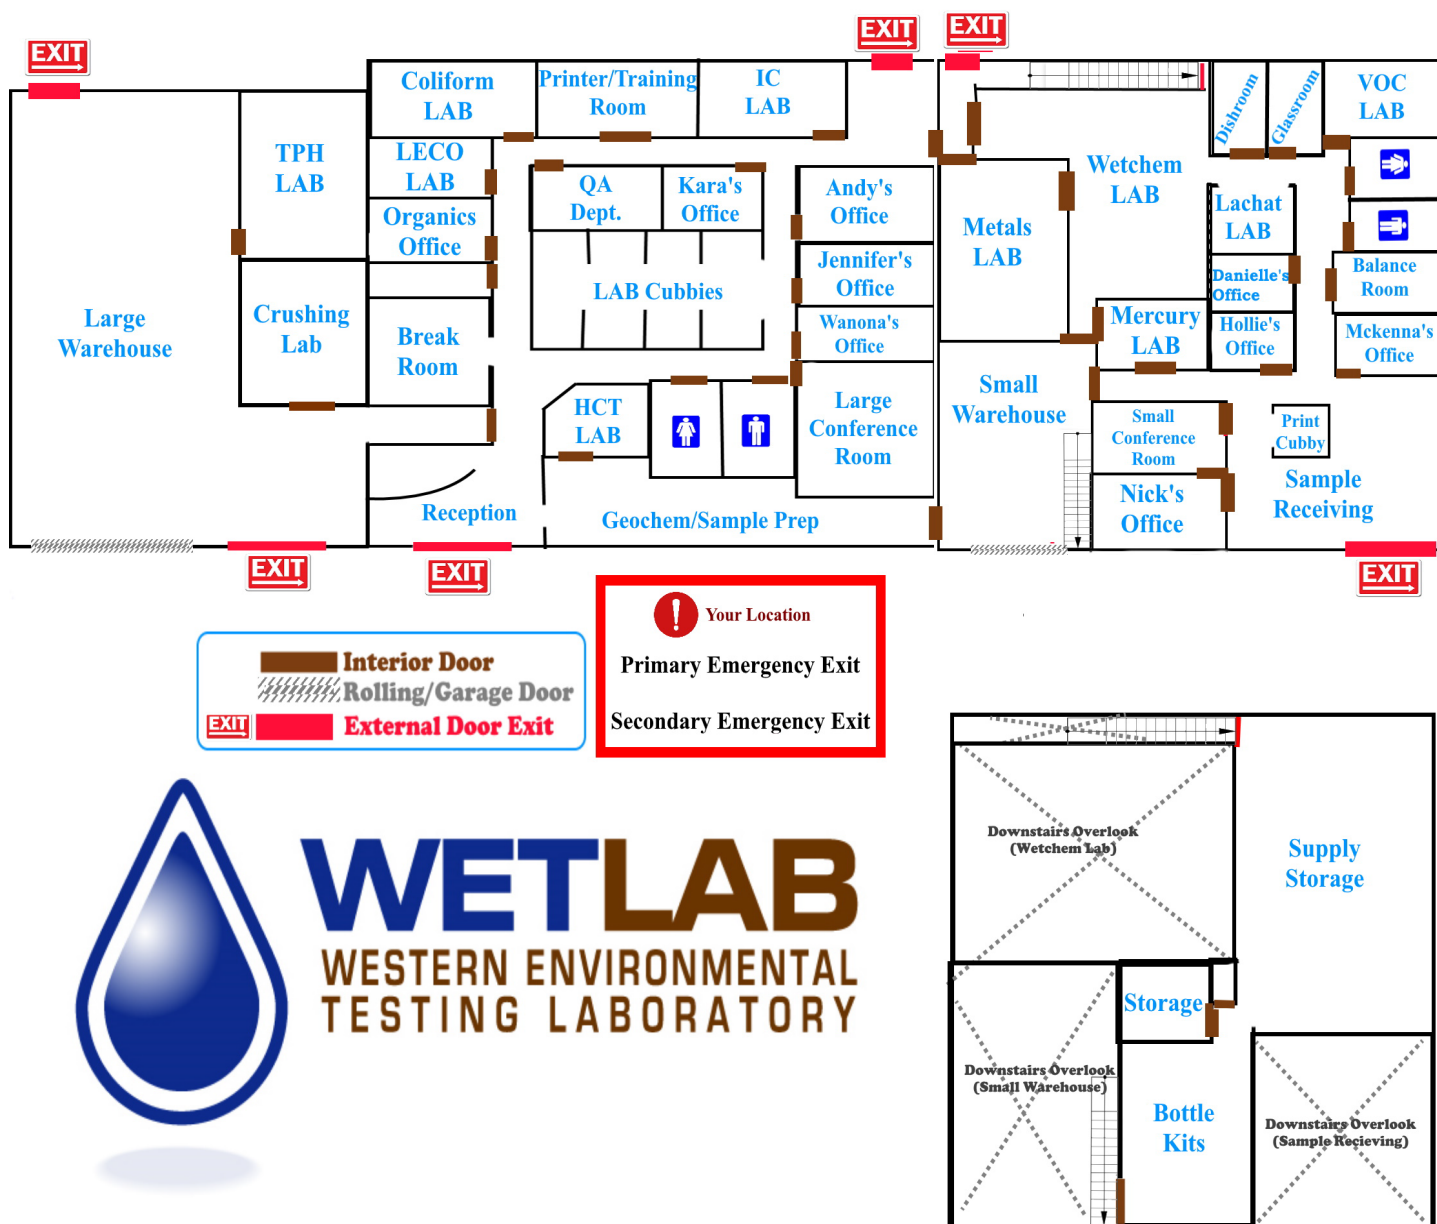 EXIT
EXIT
EXIT
Coliform
LAB
Printer/Training
Room
IC
LAB
Dishroom
Glassroom
VOC
LAB
TPH
LAB
LECO
LAB
QA
Dept.
Kara's
Office
Andy's
Office
Wetchem
LAB
Organics
Office
Metals
LAB
Lachat
LAB
Jennifer's
Office
Danielle's
Office
Balance
Room
LAB Cubbies
Large
Warehouse
Crushing
Lab
Break
Room
Wanona's
Office
Mercury
LAB
Hollie's
Office
Mckenna's
Office
HCT
LAB
Large
Conference
Room
Small
Warehouse
Small
Conference
Room
Print
Cubby
Reception
Geochem/Sample Prep
Nick's
Office
Sample
Receiving
EXIT
EXIT
EXIT
Interior Door
Rolling/Garage Door
EXIT
External Door Exit
!
Your Location
Primary Emergency Exit
Secondary Emergency Exit
WETLAB
WESTERN ENVIRONMENTAL
TESTING LABORATORY
Downstairs Overlook
(Wetchem Lab)
Supply
Storage
Storage
Downstairs Overlook
(Small Warehouse)
Bottle
Kits
Downstairs Overlook
(Sample Recieving)